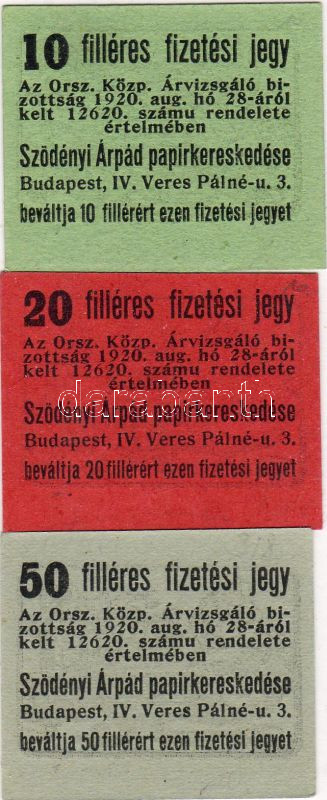 10 filléres fizetési jegy
Az Orsz. Közp. Árvizsgáló bi-
zottság 1920. aug. hó 28-áról
kelt 12620. számu rendelete
értelmében
Szödényi Árpád papirkereskedése
Budapest, IV. Veres Pálné-u. 3.
beváltja 10 fillérért ezen fizetési jegyet
20 filléres fizetési jegy
Az Orsz. Közp. Árvizsgáló bi-
zottság 1920. aug. hó 28-áról
kelt 12620. számu rendelete
értelmében
darabanth
Szödényi Árpád papirkereskedése
Budapest, IV. Veres Pálné-u. 3.
beváltja 20 fillérért ezen fizetési jegyet
50 filléres fizetési jegy
Az Orsz. Közp. Árvizsgáló bi-
zottság 1920. aug. hó 28-áról
kelt 12620. számu rendelete
értelmében
Szödényi Árpád papirkereskedése
Budapest, IV. Veres Pálné-u. 3.
beváltja 50 fillérért ezen fizetési jegyet